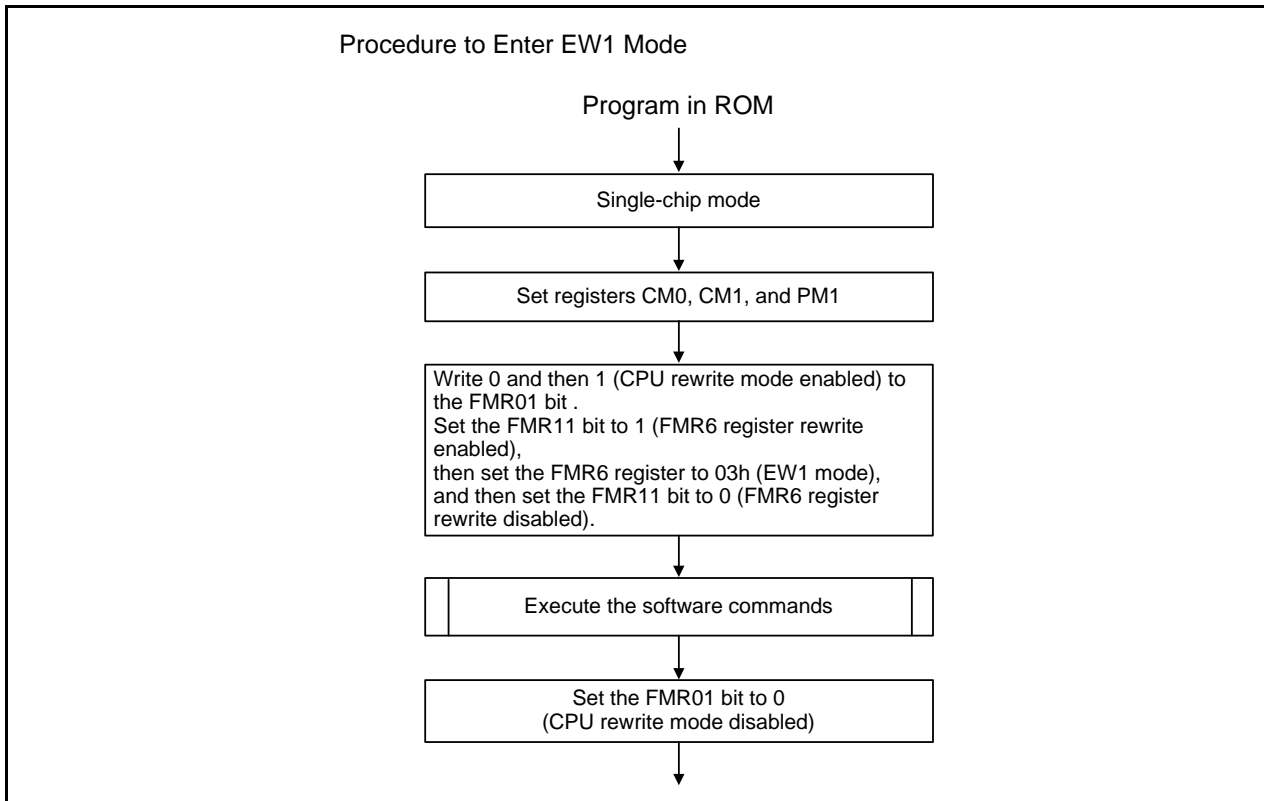 Procedure to Enter EW1 Mode
Program in ROM
Single-chip mode
Set registers CM0, CM1, and PM1
Write 0 and then 1 (CPU rewrite mode enabled) to
the FMR01 bit .
Set the FMR11 bit to 1 (FMR6 register rewrite
enabled),
then set the FMR6 register to 03h (EW1 mode),
and then set the FMR11 bit to 0 (FMR6 register
rewrite disabled).
Execute the software commands
Set the FMR01 bit to 0
(CPU rewrite mode disabled)